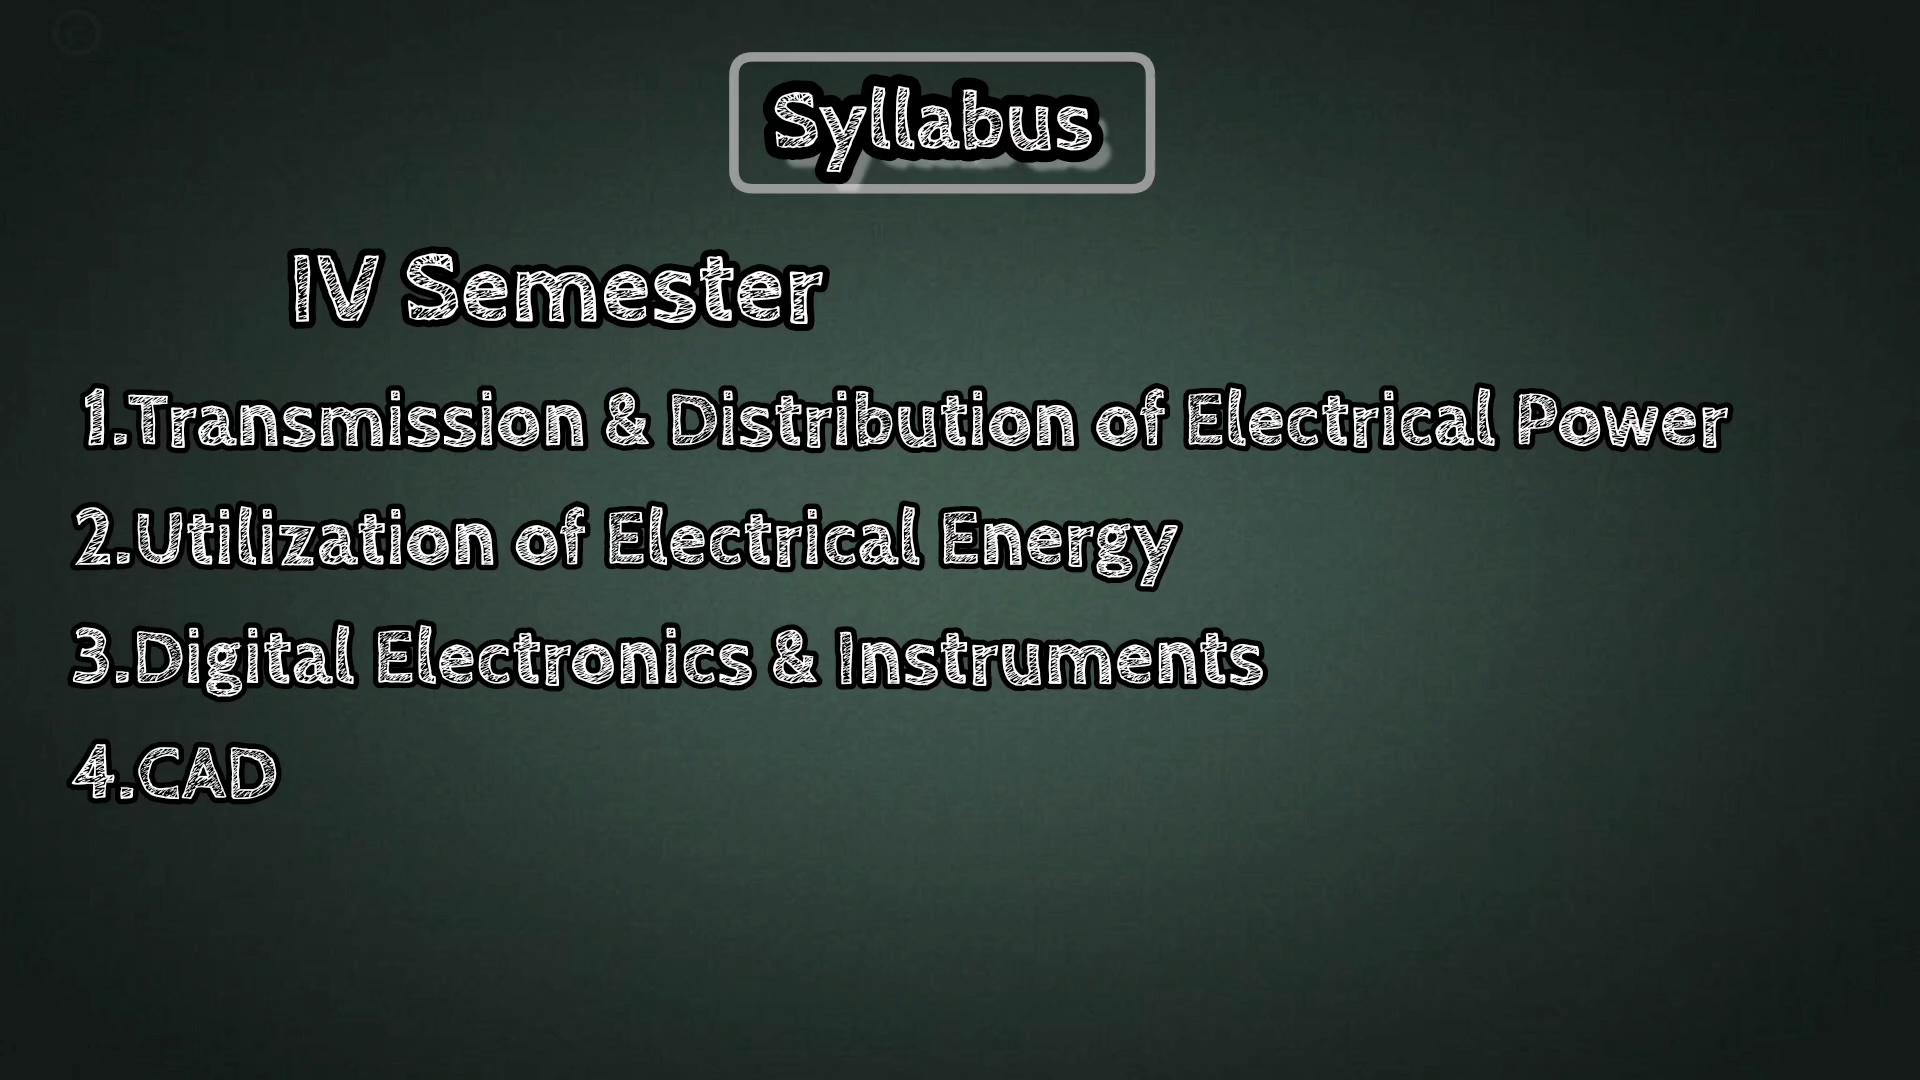 Syllabus
IV Semester
1.Transmission & Distribution of Electrical Power
2.Utilization of Electrical Energy
3.Digital Electronics & Instruments
4.CAD